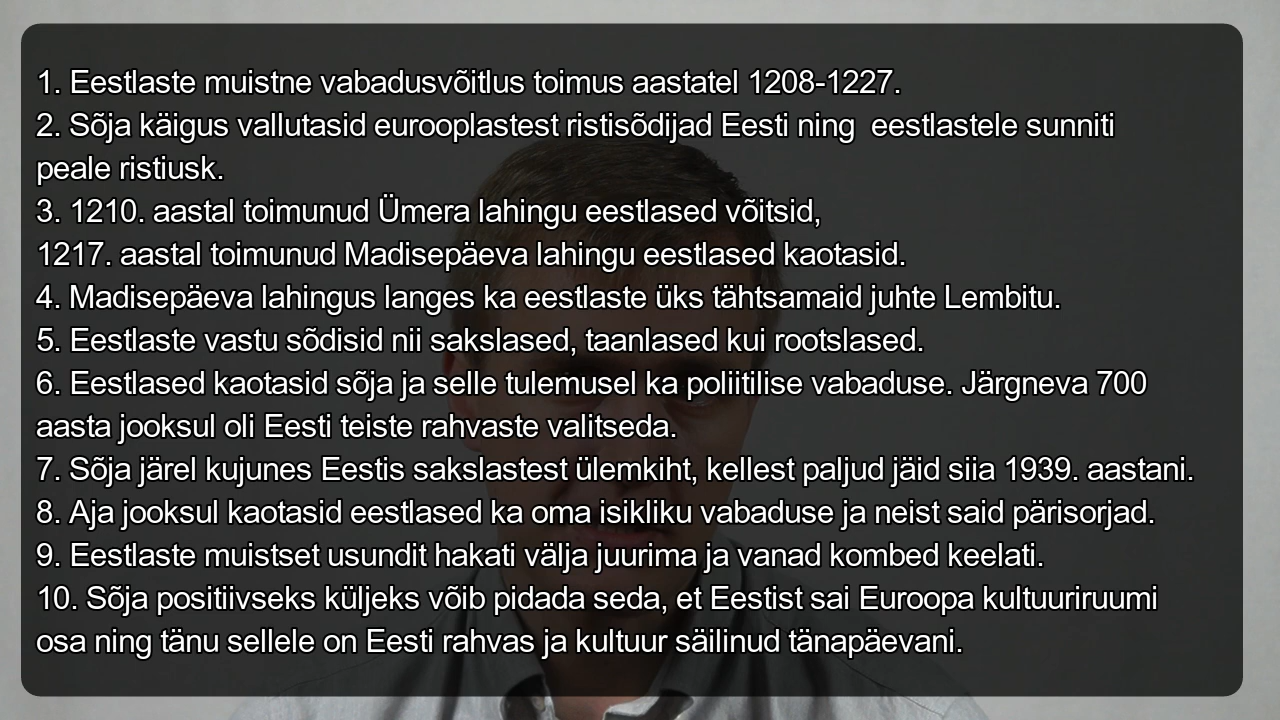 1. Eestlaste muistne vabadusvõitlus toimus aastatel 1208-1227.
2. Sõja käigus vallutasid eurooplastest ristisõdijad Eesti ning  eestlastele sunniti
peale ristiusk.
3. 1210. aastal toimunud Ümera lahingu eestlased võitsid,
1217. aastal toimunud Madisepäeva lahingu eestlased kaotasid.
4. Madisepäeva lahingus langes ka eestlaste üks tähtsamaid juhte Lembitu.
5. Eestlaste vastu sõdisid nii sakslased, taanlased kui rootslased.
6. Eestlased kaotasid sõja ja selle tulemusel ka poliitilise vabaduse. Järgneva 700
aasta jooksul oli Eesti teiste rahvaste valitseda.
7. Sõja järel kujunes Eestis sakslastest ülemkiht, kellest paljud jäid siia 1939. aastani.
8. Aja jooksul kaotasid eestlased ka oma isikliku vabaduse ja neist said pärisorjad.
9. Eestlaste muistset usundit hakati välja juurima ja vanad kombed keelati.
10. Sõja positiivseks küljeks võib pidada seda, et Eestist sai Euroopa kultuuriruumi
osa ning tänu sellele on Eesti rahvas ja kultuur säilinud tänapäevani.